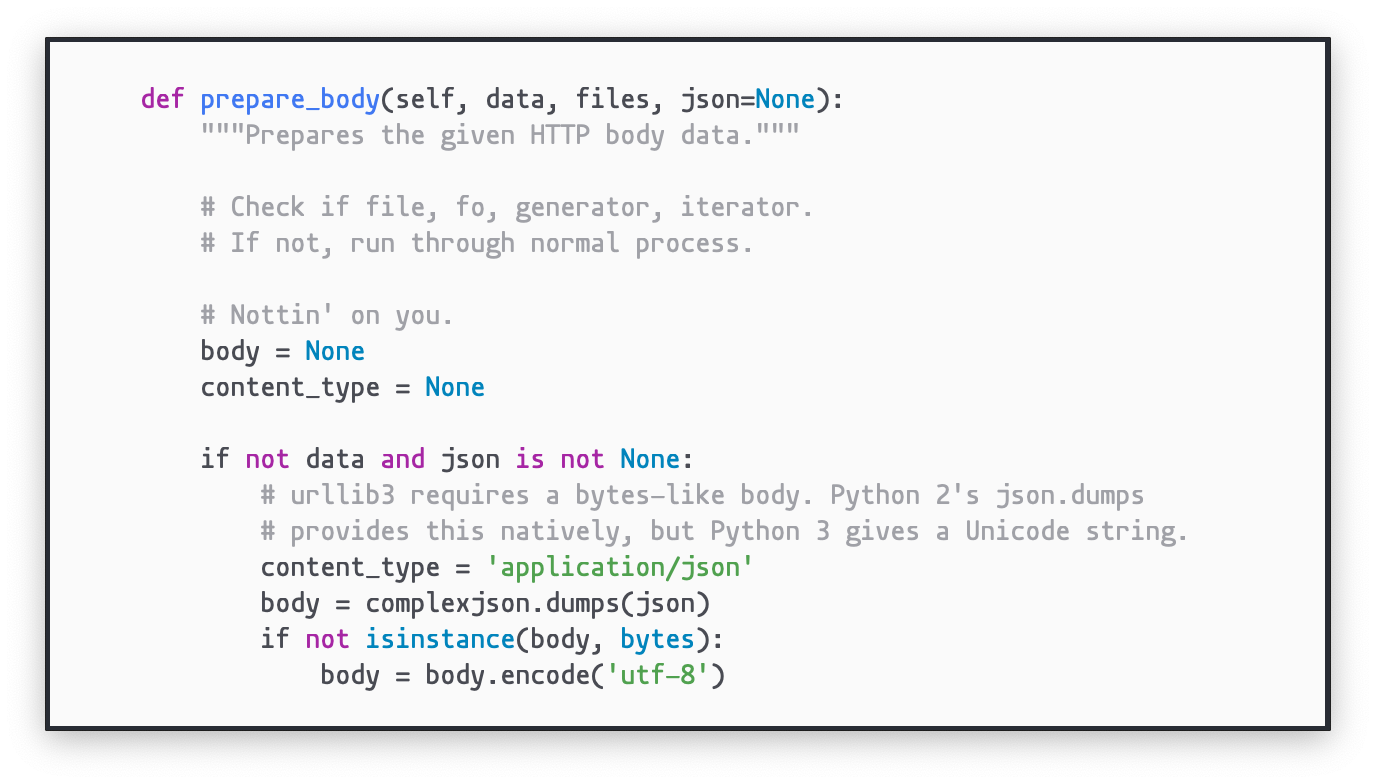 def prepare_body(self, data, files, json=None):
    """Prepares the given HTTP body data."""

    # Check if file, fo, generator, iterator.
    # If not, run through normal process.

    # Nottin' on you.
    body = None
    content_type = None

    if not data and json is not None:
        # urllib3 requires a bytes-like body. Python 2's json.dumps
        # provides this natively, but Python 3 gives a Unicode string.
        content_type = 'application/json'
        body = complexjson.dumps(json)
        if not isinstance(body, bytes):
            body = body.encode('utf-8')